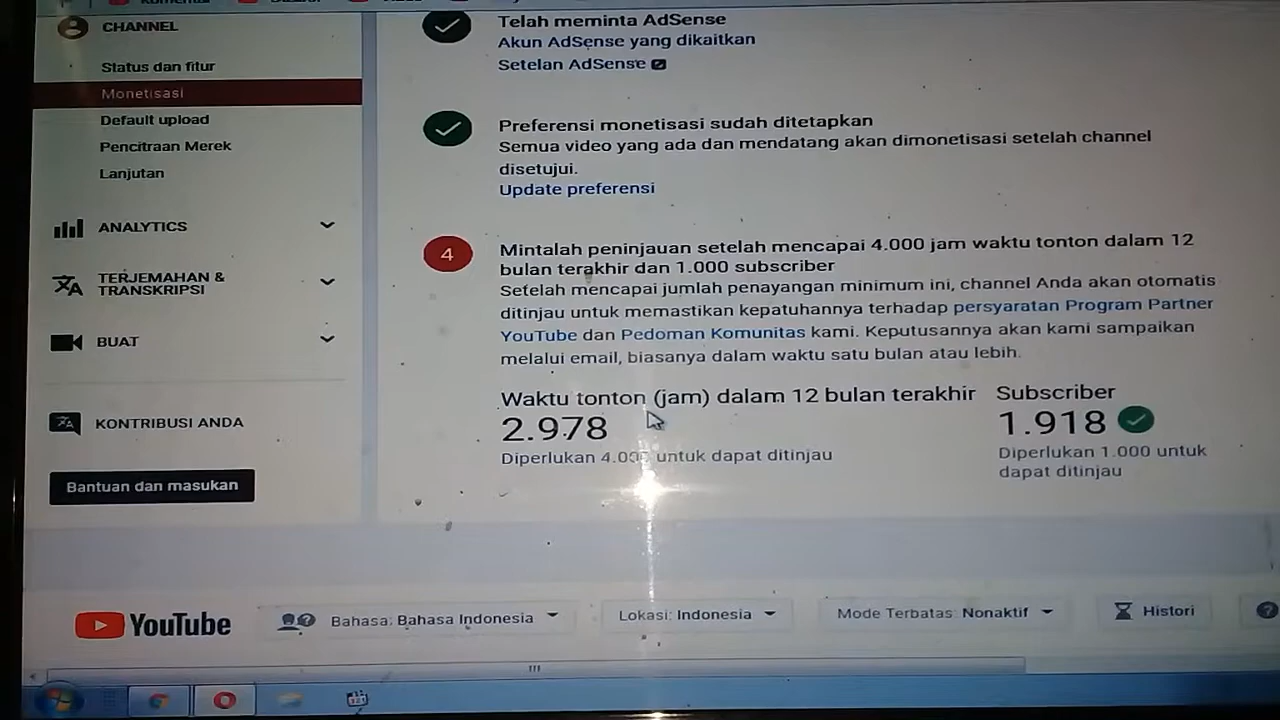 CHANNEL
Status dan fitur
Monetisasi
Default upload
Pencitraan Merek
Lanjutan
ANALYTICS
TERJEMAHAN &
TRANSKRIPSI
BUAT
KONTRIBUSI ANDA
Bantuan dan masukan
Telah meminta AdSense
Akun AdSense yang dikaitkan
Setelan AdSense
Preferensi monetisasi sudah ditetapkan
Semua video yang ada dan mendatang akan dimonetisasi setelah channel
disetujui.
Update preferensi
4
Mintalah peninjauan setelah mencapai 4.000 jam waktu tonton dalam 12
bulan terakhir dan 1.000 subscriber
Setelah mencapai jumlah penayangan minimum ini, channel Anda akan otomatis
ditinjau untuk memastikan kepatuhannya terhadap persyaratan Program Partner
YouTube dan Pedoman Komunitas kami. Keputusannya akan kami sampaikan
melalui email, biasanya dalam waktu satu bulan atau lebih.
Waktu tonton (jam) dalam 12 bulan terakhir
2.978
Diperlukan 4.000 untuk dapat ditinjau
Subscriber
1.918
Diperlukan 1.000 untuk
dapat ditinjau
YouTube
Bahasa: Bahasa Indonesia
Lokasi: Indonesia
Mode Terbatas: Nonaktif
Histori